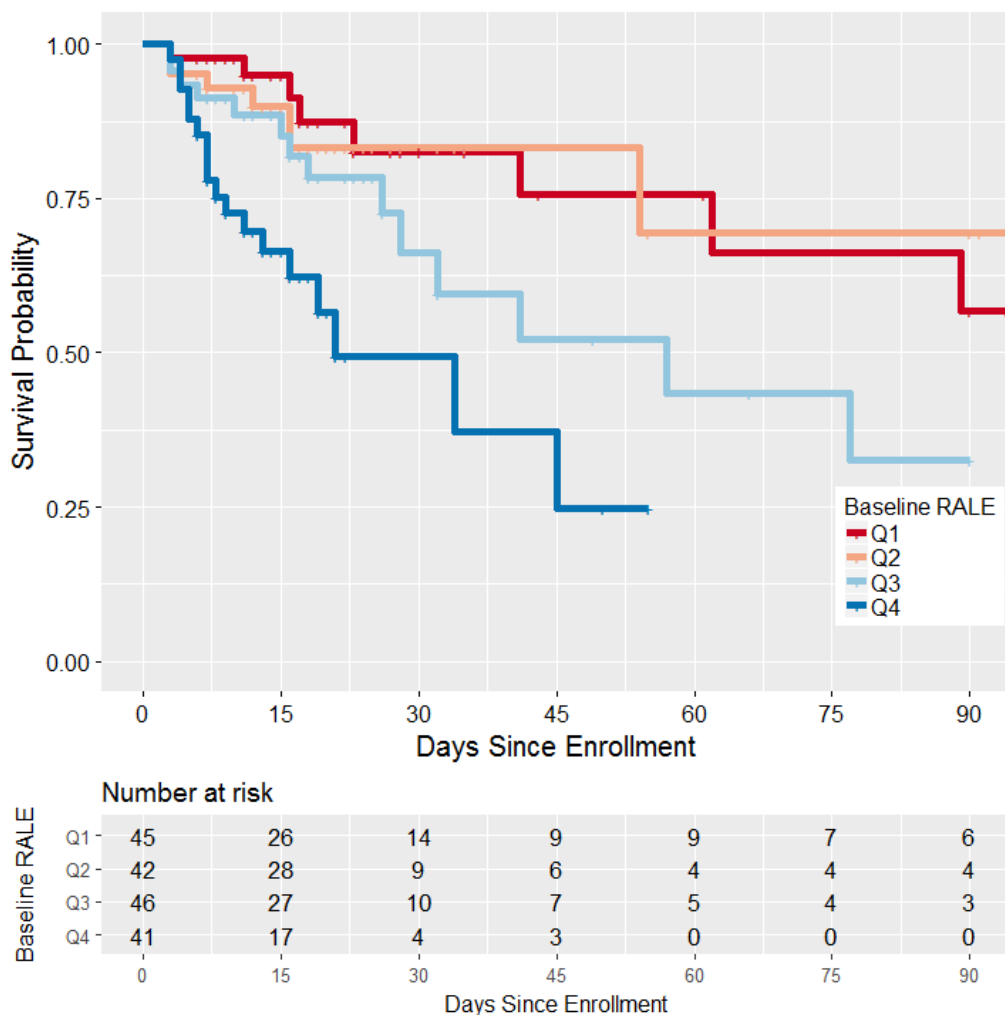 Survival Probability
1.00
0.75
0.50
0.25
0.00
Baseline RALE
Q1
Q2
Q3
Q4
0 15 30 45 60 75 90
Days Since Enrollment
Number at risk
Baseline RALE
Q1 45 26 14 9 9 7 6
Q2 42 28 9 6 4 4 4
Q3 46 27 10 7 5 4 3
Q4 41 17 4 3 0 0 0
0 15 30 45 60 75 90
Days Since Enrollment